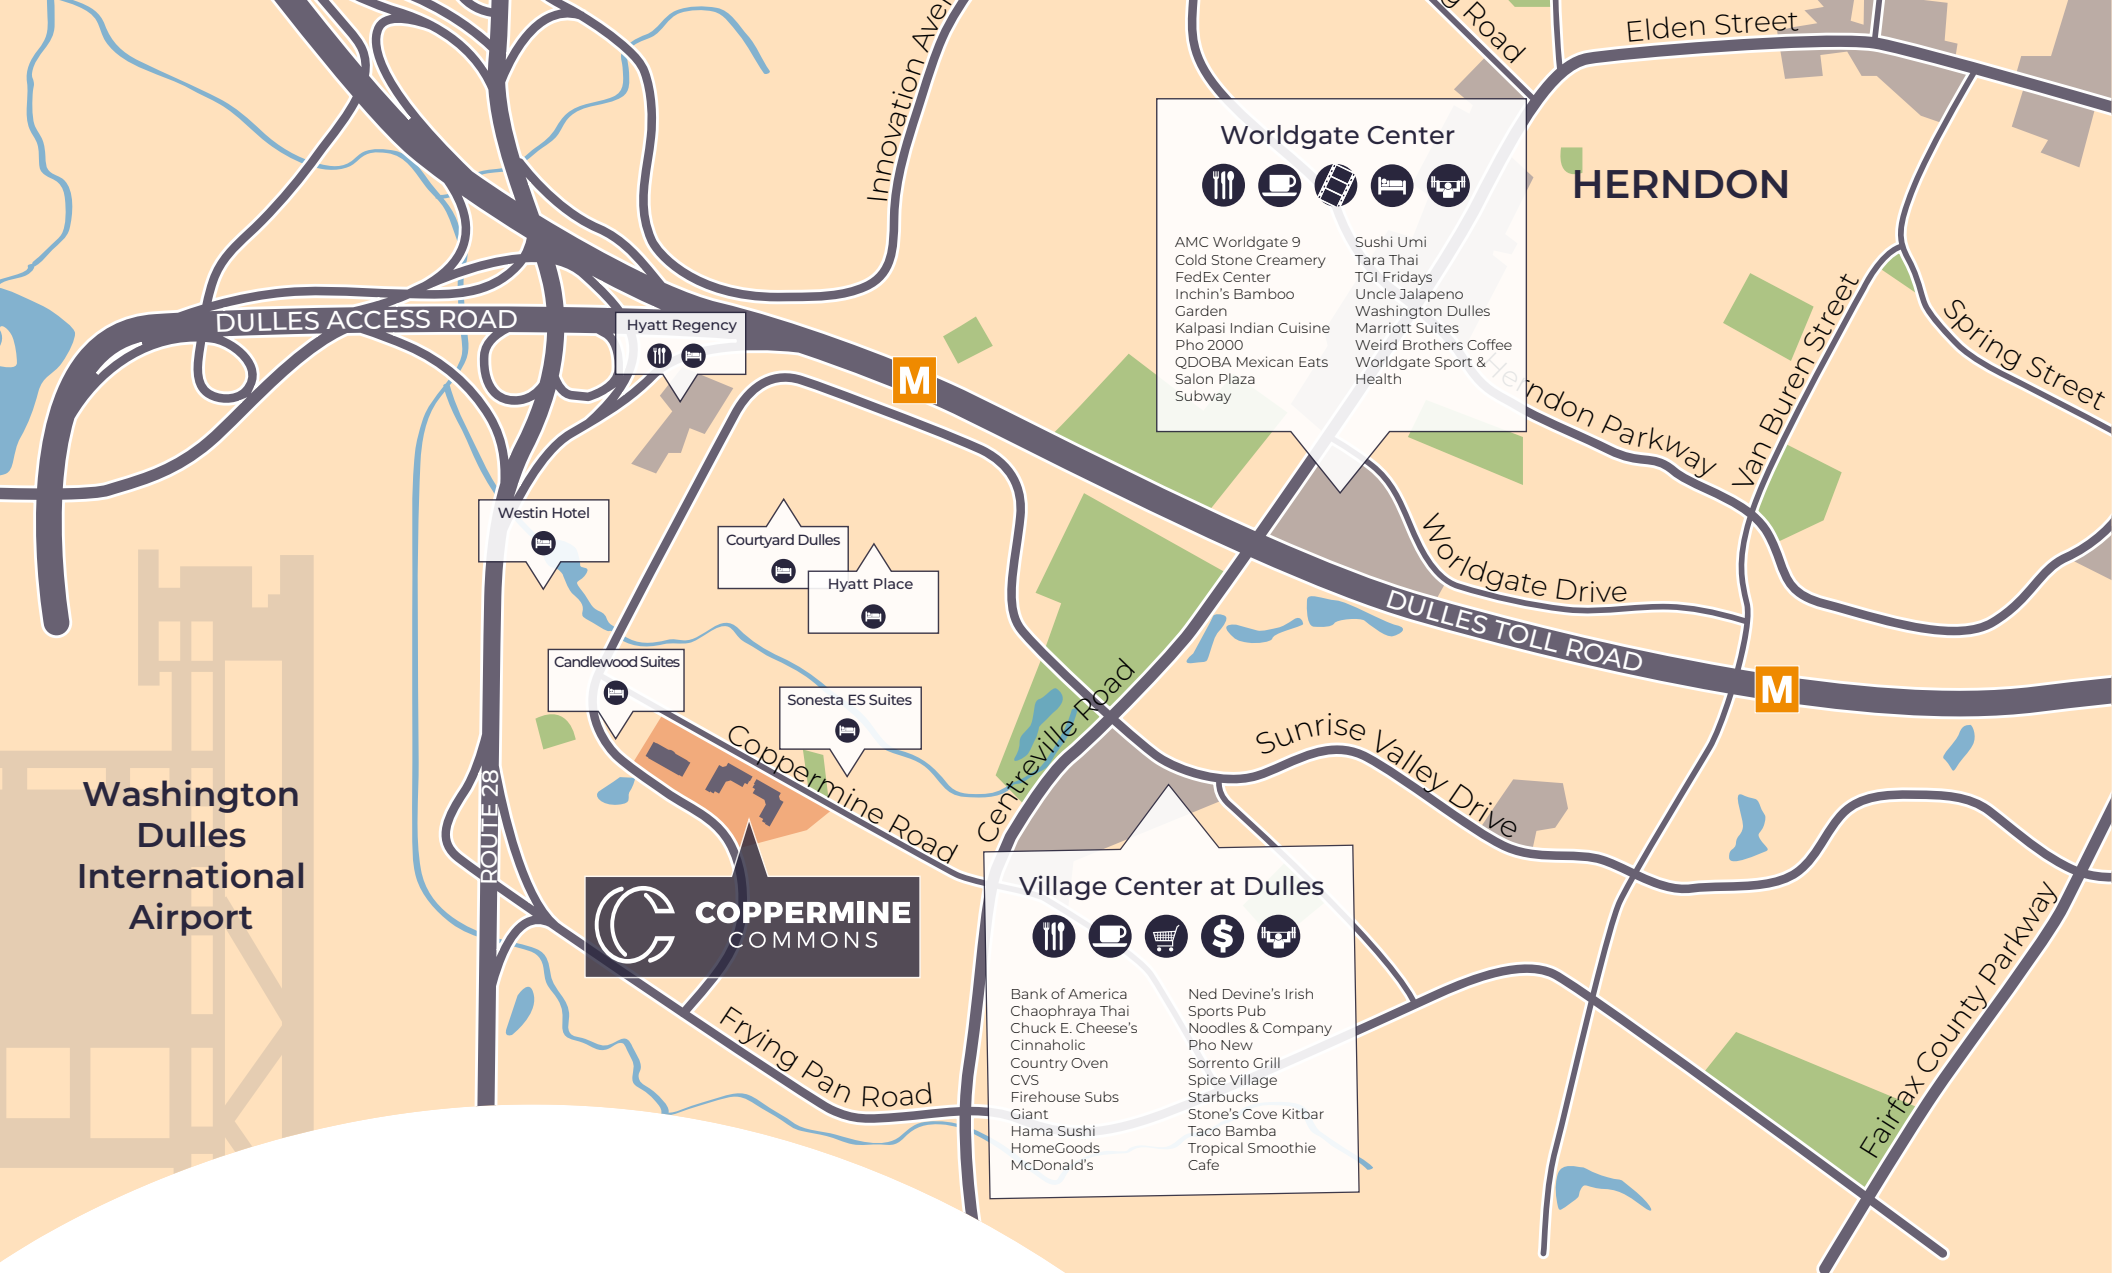 g Road
Elden Street
Innovation Aven
HERNDON
Worldgate Center
AMC Worldgate 9
Cold Stone Creamery
FedEx Center
Inchin's Bamboo
Garden
Kalpasi Indian Cuisine
Pho 2000
QDOBA Mexican Eats
Salon Plaza
Subway
Sushi Umi
Tara Thai
TGI Fridays
Uncle Jalapeno
Washington Dulles
Marriott Suites
Weird Brothers Coffee
Worldgate Sport &
Health
DULLES ACCESS ROAD
Hyatt Regency
M
Herndon Parkway
Van Buren Street
Spring Street
Westin Hotel
Courtyard Dulles
Hyatt Place
Worldgate Drive
DULLES TOLL ROAD
M
Candlewood Suites
Sonesta ES Suites
Coppermine Road
Centreville Road
Sunrise Valley Drive
Washington
Dulles
International
Airport
ROUTE 28
COPPERMINE
COMMONS
Village Center at Dulles
$
Bank of America
Chaophraya Thai
Chuck E. Cheese's
Cinnaholic
Country Oven
CVS
Firehouse Subs
Giant
Hama Sushi
HomeGoods
McDonald's
Ned Devine's Irish
Sports Pub
Noodles & Company
Pho New
Sorrento Grill
Spice Village
Starbucks
Stone's Cove Kitbar
Taco Bamba
Tropical Smoothie
Cafe
Frying Pan Road
Fairfax County Parkway